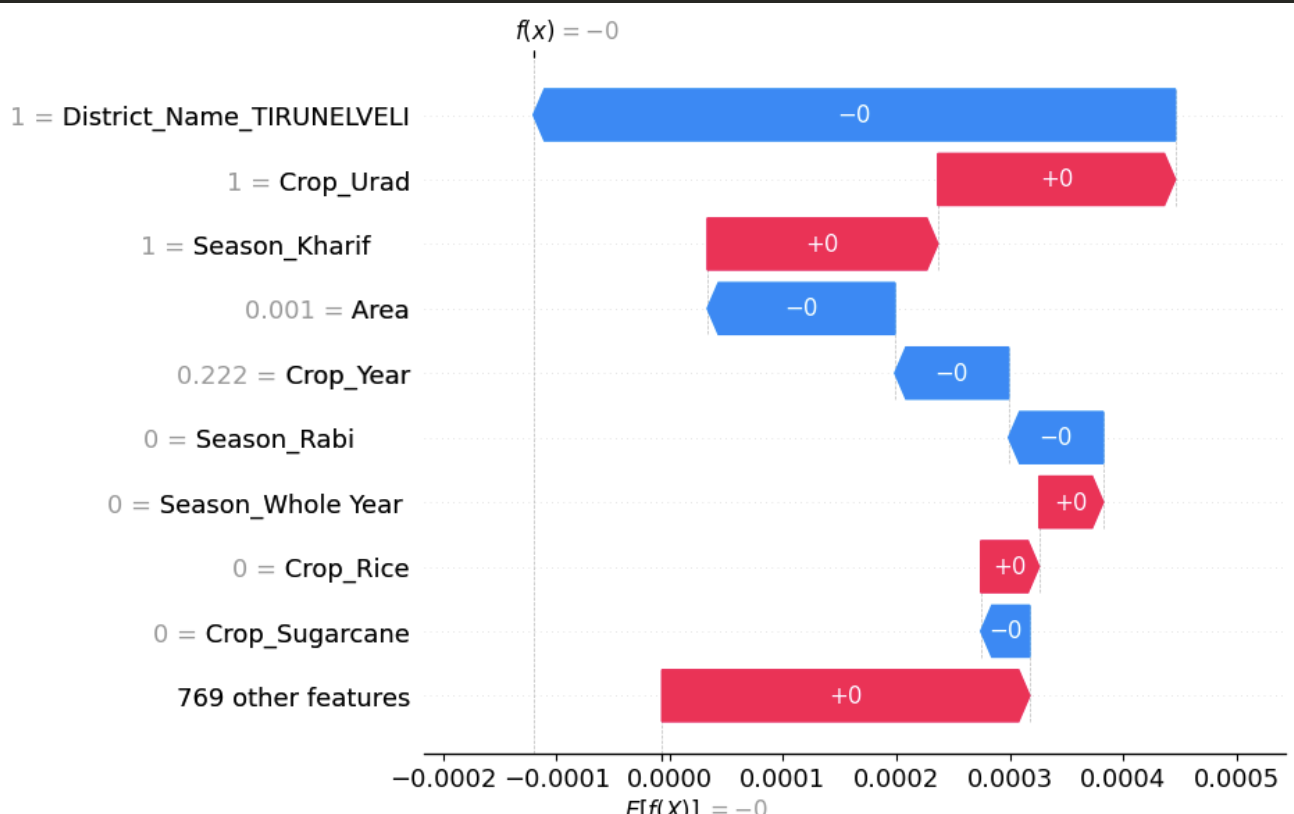 f(x) = −0
1 = District_Name_TIRUNELVELI −0
1 = Crop_Urad +0
1 = Season_Kharif +0
0.001 = Area −0
0.222 = Crop_Year −0
0 = Season_Rabi −0
0 = Season_Whole Year +0
0 = Crop_Rice +0
0 = Crop_Sugarcane −0
769 other features +0
−0.0002 −0.0001 0.0000 0.0001 0.0002 0.0003 0.0004 0.0005
E[f(X)] = −0